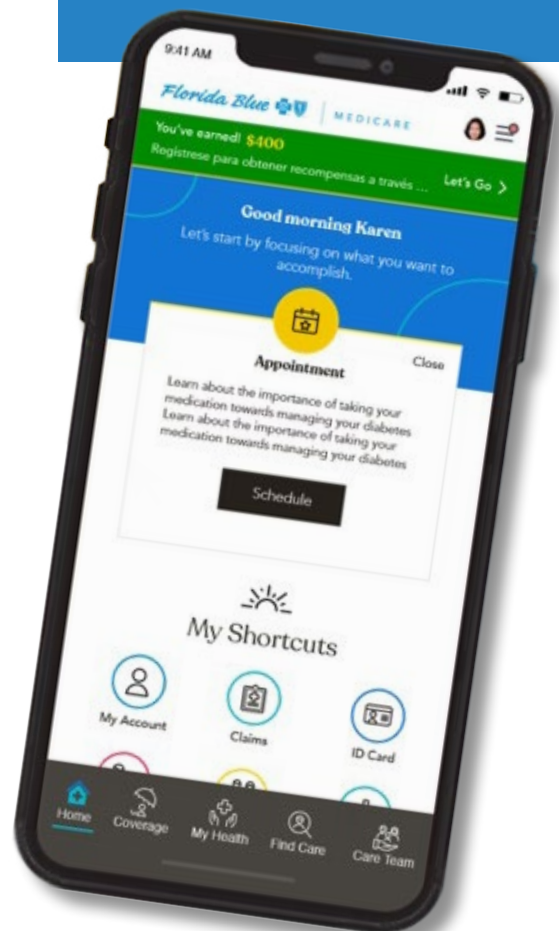 9:41 AM
Florida Blue MEDICARE
You've earned! $400
Regístrese para obtener recompensas a través ...
Let's Go
Good morning Karen
Let's start by focusing on what you want to
accomplish.
Close
Appointment
Learn about the importance of taking your
medication towards managing your diabetes
Learn about the importance of taking your
medication towards managing your diabetes
Schedule
My Shortcuts
My Account
Claims
ID Card
Home
Coverage
My Health
Find Care
Care Team